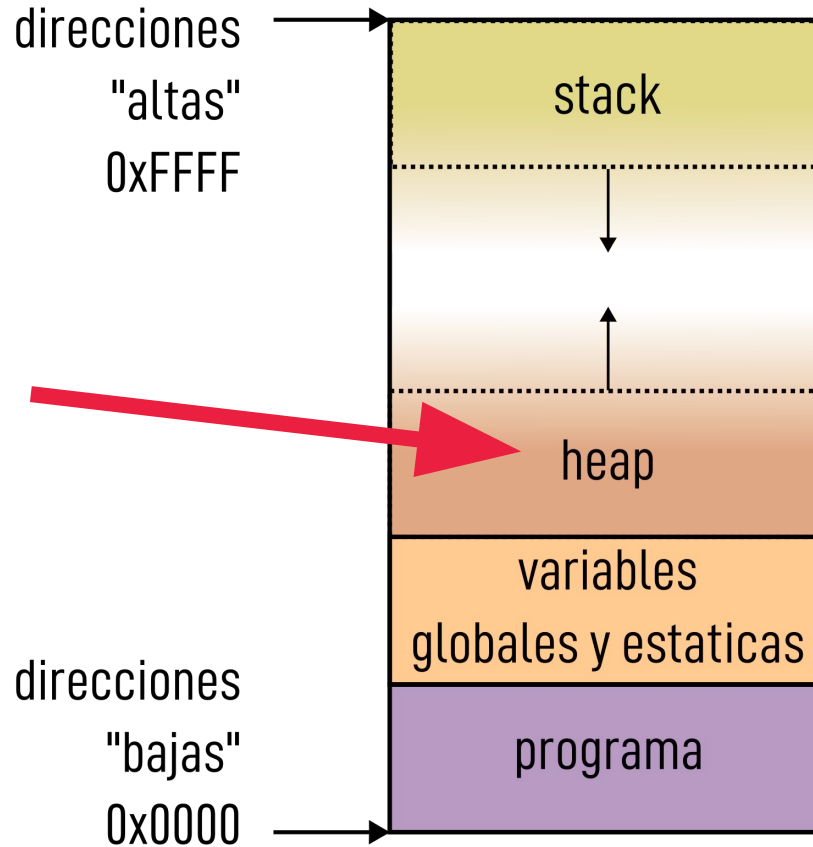 direcciones
"altas"
0xFFFF
stack
heap
variables
globales y estaticas
direcciones
"bajas"
0x0000
programa